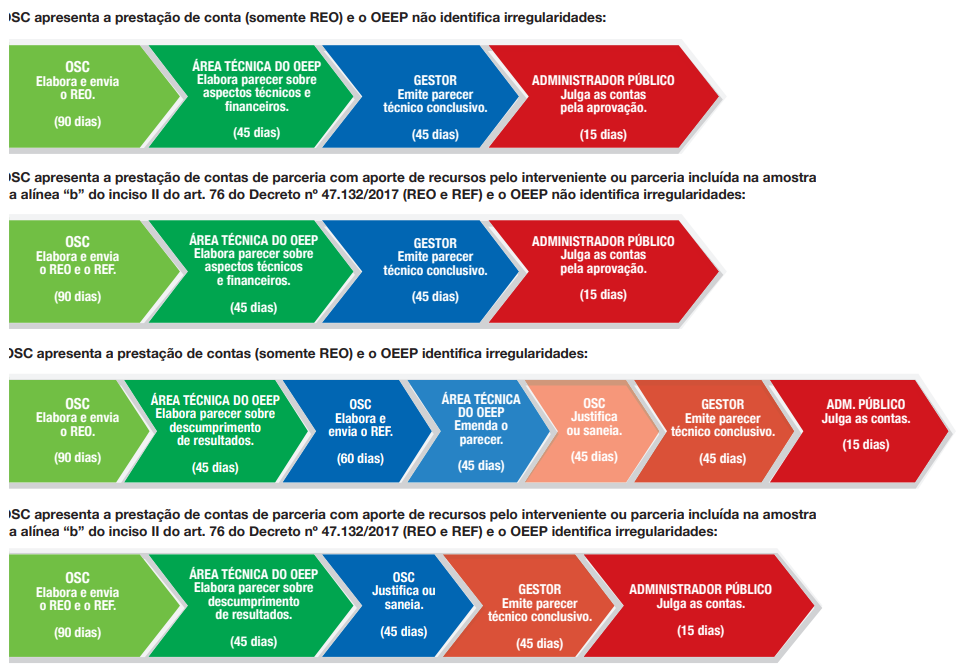 OSC apresenta a prestação de conta (somente REO) e o OEEP não identifica irregularidades:
OSC
Elabora e envia
o REO.
(90 dias)
ÁREA TÉCNICA DO OEEP
Elabora parecer sobre
aspectos técnicos e
financeiros.
(45 dias)
GESTOR
Emite parecer
técnico conclusivo.
(45 dias)
ADMINISTRADOR PÚBLICO
Julga as contas
pela aprovação.
(15 dias)
OSC apresenta a prestação de contas de parceria com aporte de recursos pelo interveniente ou parceria incluída na amostra
a alínea “b” do inciso II do art. 76 do Decreto nº 47.132/2017 (REO e REF) e o OEEP não identifica irregularidades:
OSC
Elabora e envia
o REO e o REF.
(90 dias)
ÁREA TÉCNICA DO OEEP
Elabora parecer sobre
aspectos técnicos
e financeiros.
(45 dias)
GESTOR
Emite parecer
técnico conclusivo.
(45 dias)
ADMINISTRADOR PÚBLICO
Julga as contas
pela aprovação.
(15 dias)
OSC apresenta a prestação de contas (somente REO) e o OEEP identifica irregularidades:
OSC
Elabora e envia
o REO.
(90 dias)
ÁREA TÉCNICA DO OEEP
Elabora parecer sobre
descumprimento
de resultados.
(45 dias)
OSC
Elabora e
envia o REF.
(60 dias)
ÁREA TÉCNICA
DO OEEP
Emenda o
parecer.
(45 dias)
OSC
Justifica
ou saneia.
(45 dias)
GESTOR
Emite parecer
técnico conclusivo.
(45 dias)
ADM. PÚBLICO
Julga as contas.
(15 dias)
OSC apresenta a prestação de contas de parceria com aporte de recursos pelo interveniente ou parceria incluída na amostra
a alínea “b” do inciso II do art. 76 do Decreto nº 47.132/2017 (REO e REF) e o OEEP identifica irregularidades:
OSC
Elabora e envia
o REO e o REF.
(90 dias)
ÁREA TÉCNICA DO OEEP
Elabora parecer sobre
descumprimento
de resultados.
(45 dias)
OSC
Justifica ou
saneia.
(45 dias)
GESTOR
Emite parecer
técnico conclusivo.
(45 dias)
ADMINISTRADOR PÚBLICO
Julga as contas.
(15 dias)